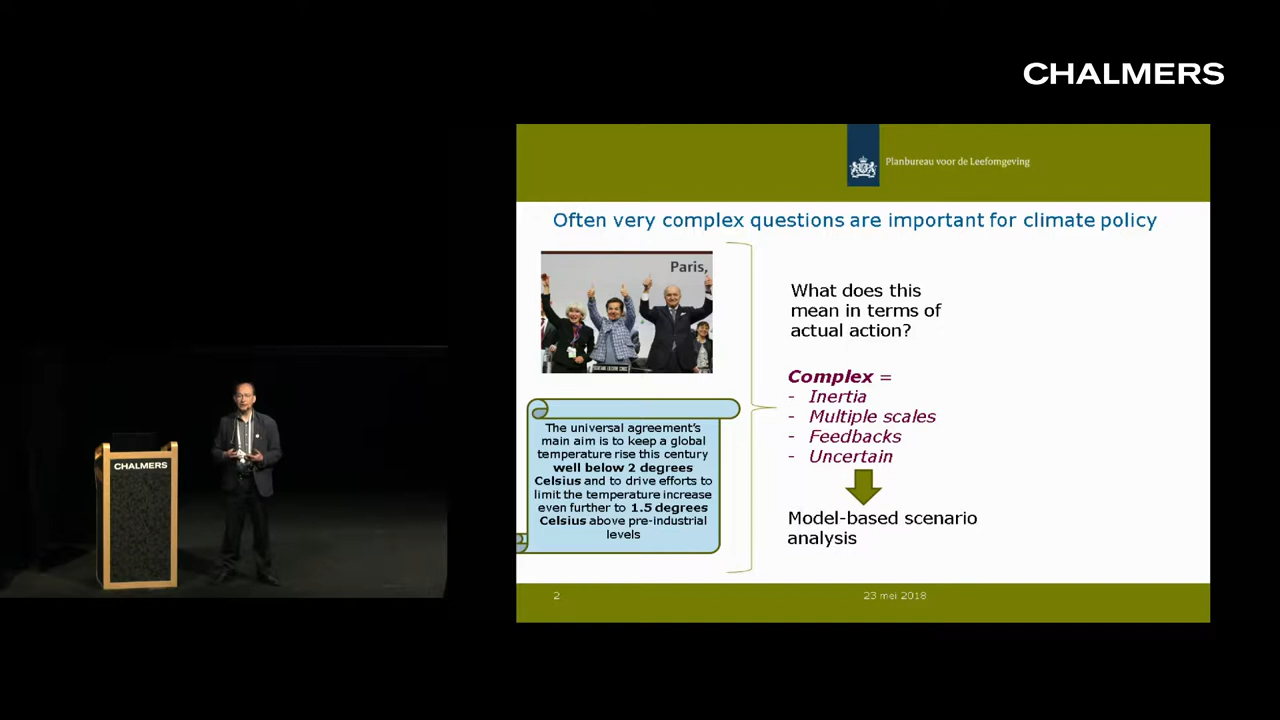 CHALMERS
Planbureau voor de Leefomgeving
Often very complex questions are important for climate policy
Paris,
The universal agreement's
main aim is to keep a global
temperature rise this century
well below 2 degrees
Celsius and to drive efforts to
limit the temperature increase
even further to 1.5 degrees
Celsius above pre-industrial
levels
What does this
mean in terms of
actual action?
Complex =
- Inertia
- Multiple scales
- Feedbacks
- Uncertain
Model-based scenario
analysis
2
23 mei 2018
CHALMERS